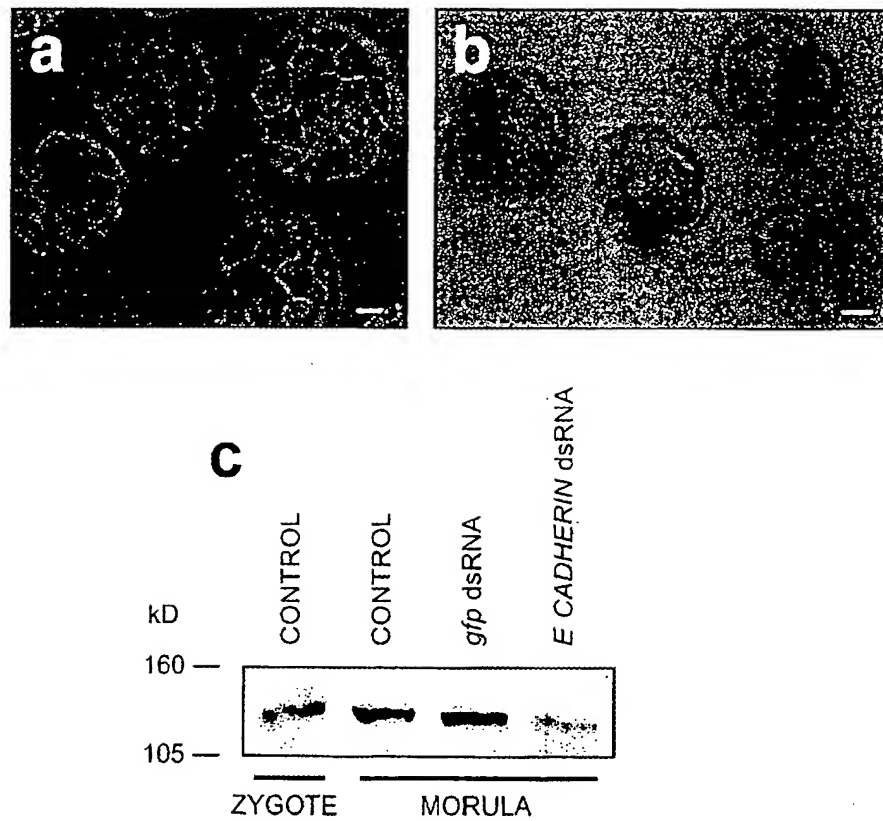 a
b
c
kD
CONTROL
CONTROL
gfp dsRNA
E CADHERIN dsRNA
160
105
ZYGOTE
MORULA